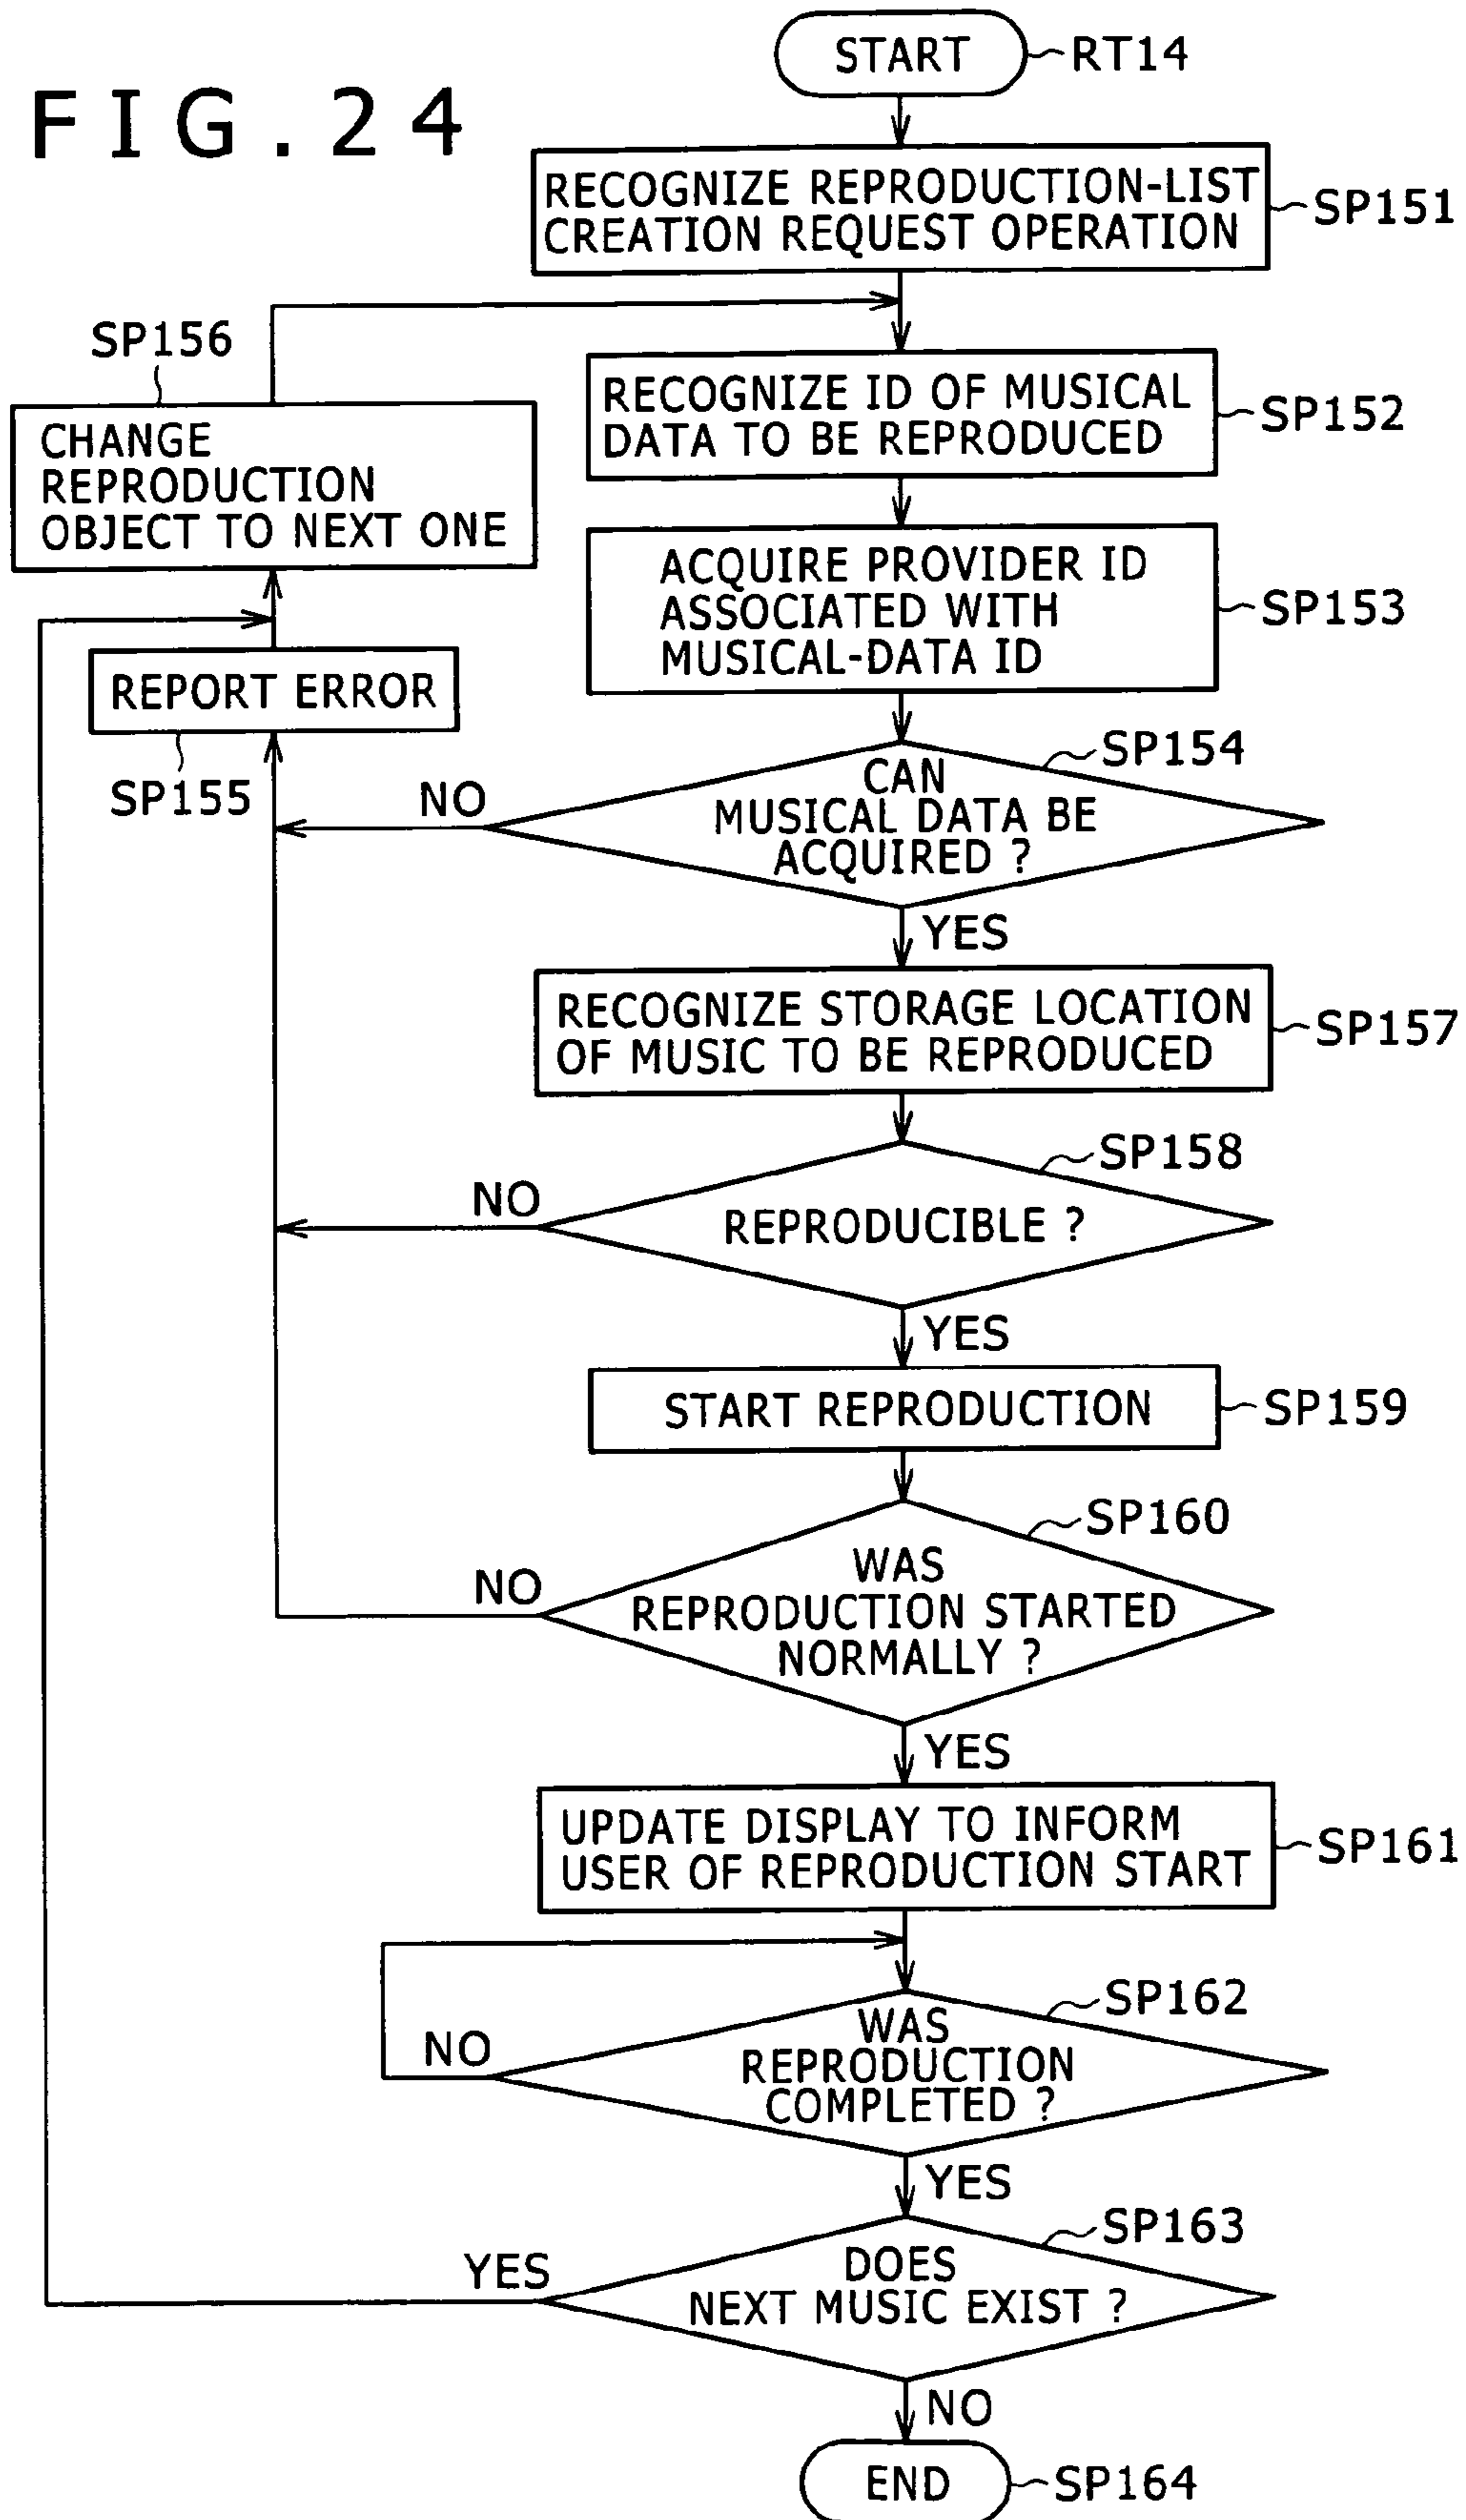 FIG.24
START
RT14
RECOGNIZE REPRODUCTION-LIST
CREATION REQUEST OPERATION
SP151
SP156
CHANGE
REPRODUCTION
OBJECT TO NEXT ONE
RECOGNIZE ID OF MUSICAL
DATA TO BE REPRODUCED
SP152
ACQUIRE PROVIDER ID
ASSOCIATED WITH
MUSICAL-DATA ID
SP153
REPORT ERROR
SP155
SP154
CAN
MUSICAL DATA BE
ACQUIRED ?
NO
YES
RECOGNIZE STORAGE LOCATION
OF MUSIC TO BE REPRODUCED
SP157
SP158
NO
REPRODUCIBLE ?
YES
START REPRODUCTION
SP159
SP160
NO
WAS
REPRODUCTION STARTED
NORMALLY ?
YES
UPDATE DISPLAY TO INFORM
USER OF REPRODUCTION START
SP161
SP162
NO
WAS
REPRODUCTION
COMPLETED ?
YES
SP163
YES
DOES
NEXT MUSIC EXIST ?
NO
END
SP164